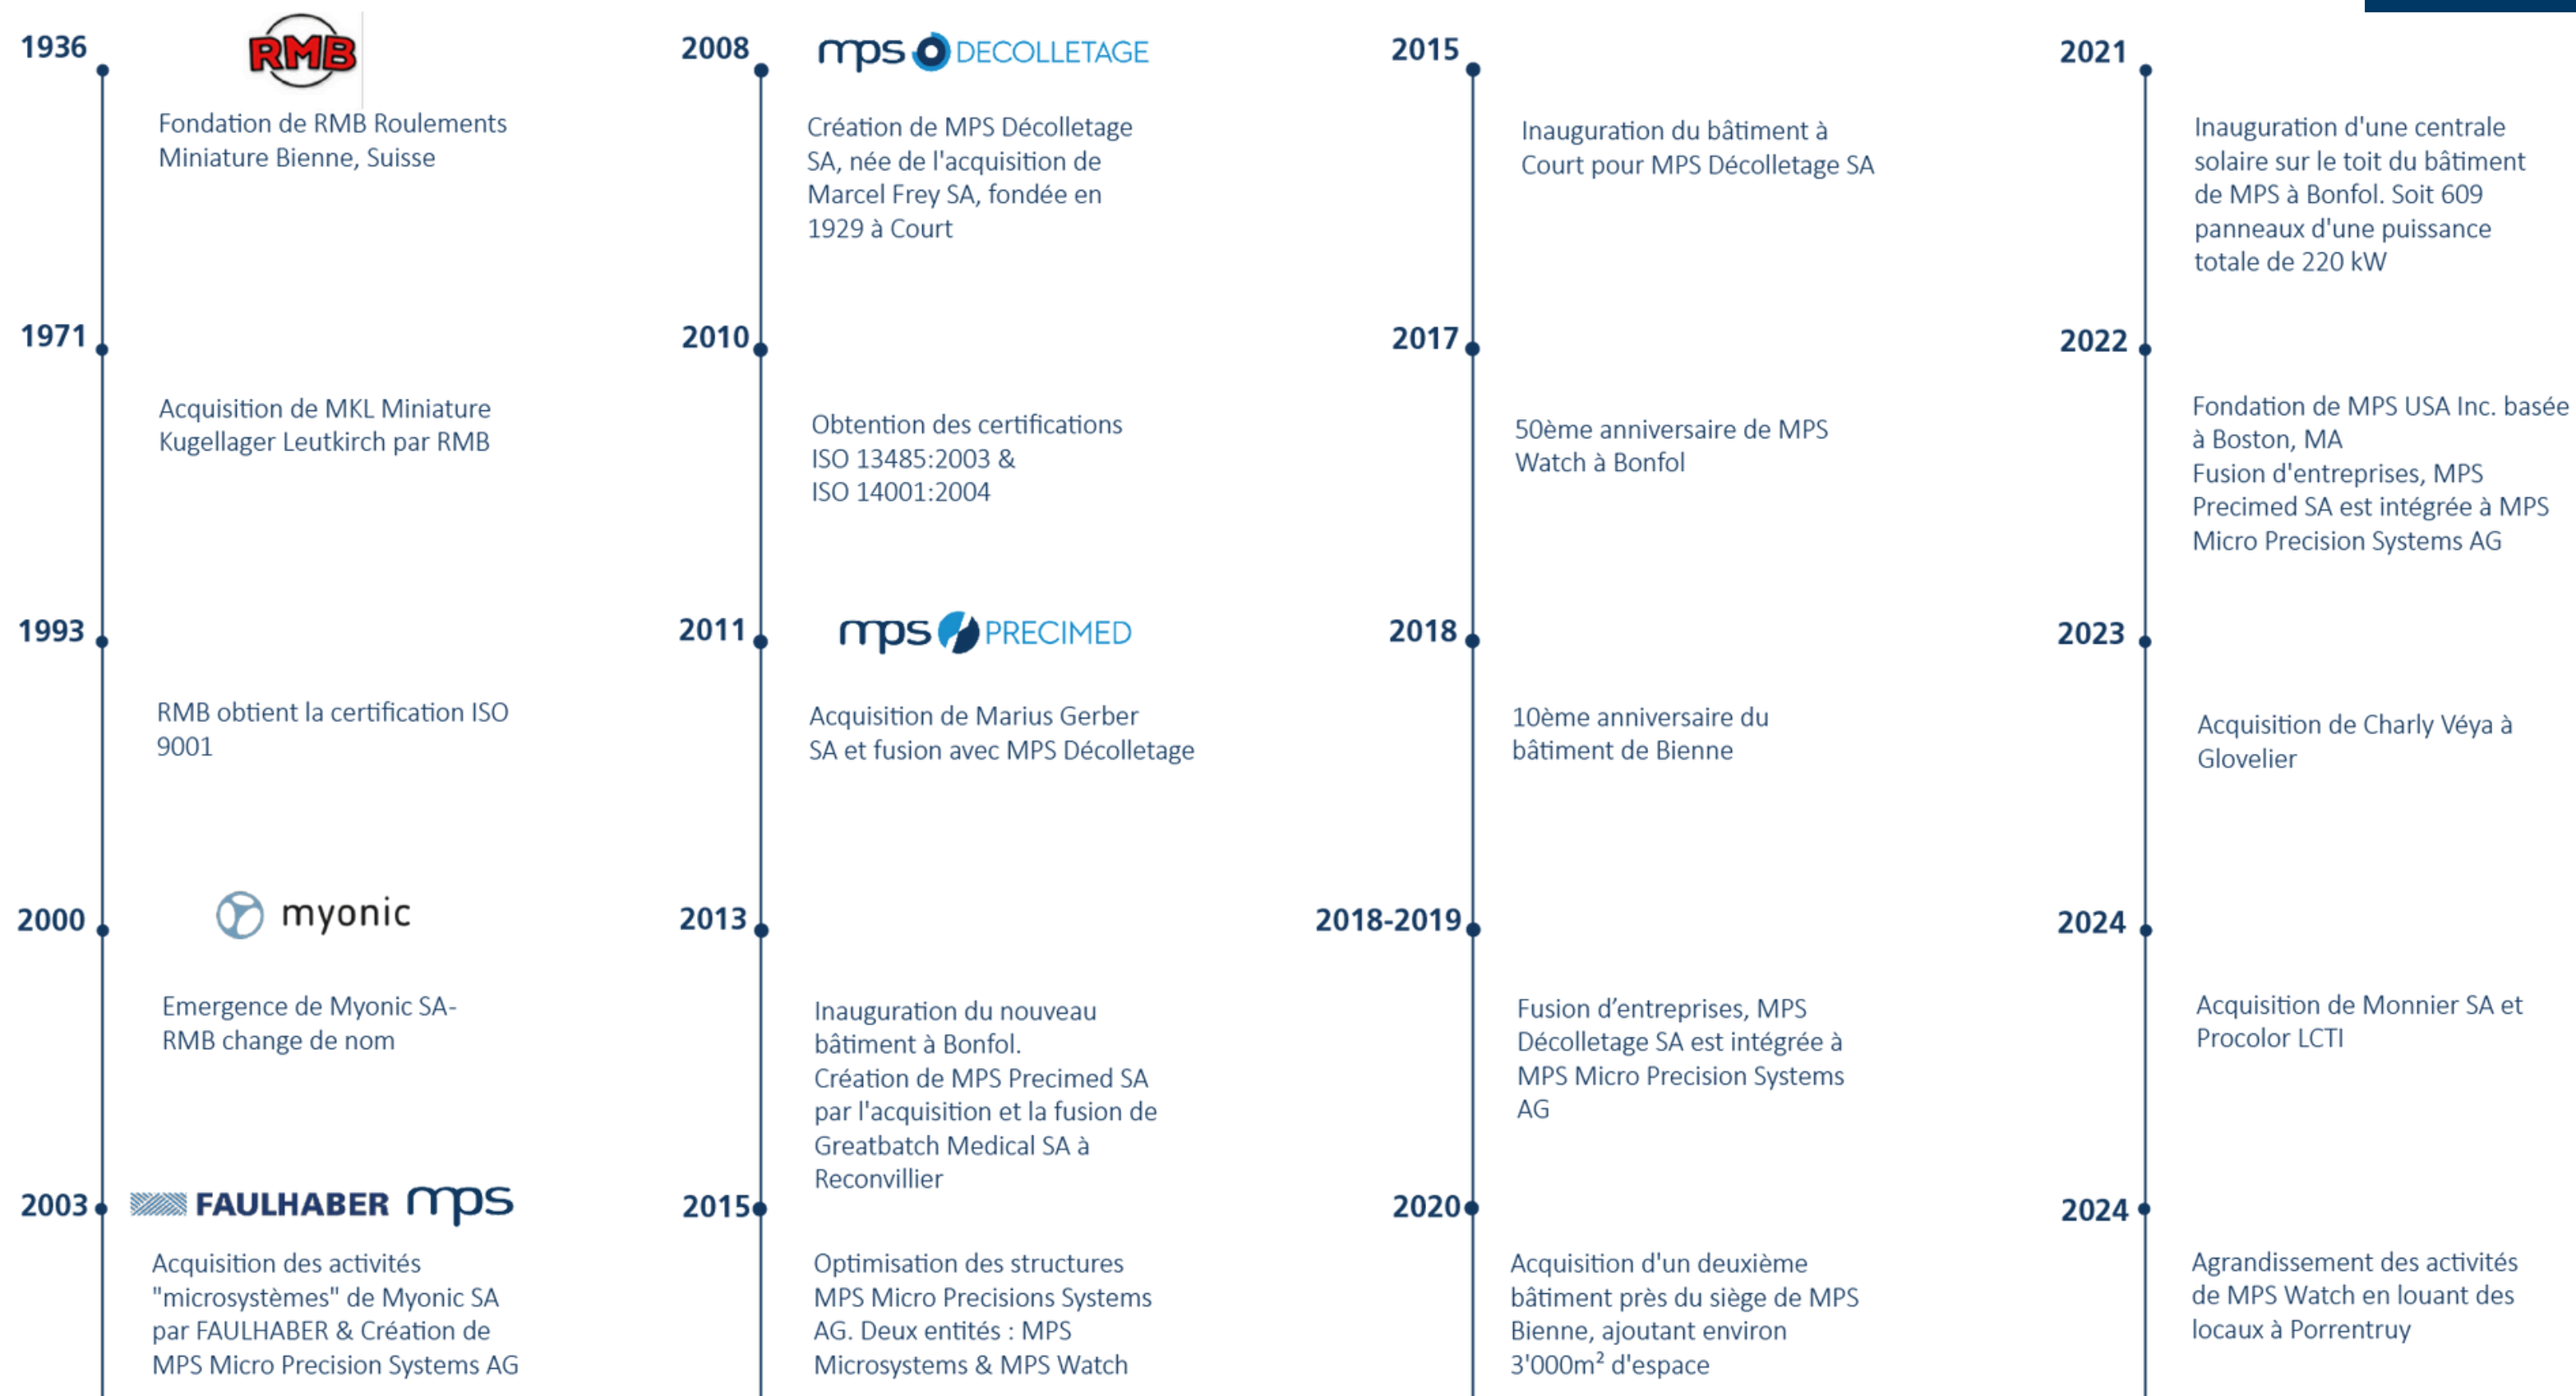 1936
RMB
Fondation de RMB Roulements
Miniature Bienne, Suisse
1971
Acquisition de MKL Miniature
Kugellager Leutkirch par RMB
1993
RMB obtient la certification ISO
9001
2000
myonic
Emergence de Myonic SA-
RMB change de nom
2003
FAULHABER mps
Acquisition des activités
"microsystèmes" de Myonic SA
par FAULHABER & Création de
MPS Micro Precision Systems AG
2008
mps DECOLLETAGE
Création de MPS Décolletage
SA, née de l'acquisition de
Marcel Frey SA, fondée en
1929 à Court
2010
Obtention des certifications
ISO 13485:2003 &
ISO 14001:2004
2011
mps PRECIMED
Acquisition de Marius Gerber
SA et fusion avec MPS Décolletage
2013
Inauguration du nouveau
bâtiment à Bonfol.
Création de MPS Precimed SA
par l'acquisition et la fusion de
Greatbatch Medical SA à
Reconvillier
2015
Optimisation des structures
MPS Micro Precisions Systems
AG. Deux entités : MPS
Microsystems & MPS Watch
2015
Inauguration du bâtiment à
Court pour MPS Décolletage SA
2017
50ème anniversaire de MPS
Watch à Bonfol
2018
10ème anniversaire du
bâtiment de Bienne
2018-2019
Fusion d’entreprises, MPS
Décolletage SA est intégrée à
MPS Micro Precision Systems
AG
2020
Acquisition d'un deuxième
bâtiment près du siège de MPS
Bienne, ajoutant environ
3'000m² d'espace
2021
Inauguration d'une centrale
solaire sur le toit du bâtiment
de MPS à Bonfol. Soit 609
panneaux d'une puissance
totale de 220 kW
2022
Fondation de MPS USA Inc. basée
à Boston, MA
Fusion d'entreprises, MPS
Precimed SA est intégrée à MPS
Micro Precision Systems AG
2023
Acquisition de Charly Véya à
Glovelier
2024
Acquisition de Monnier SA et
Procolor LCTI
2024
Agrandissement des activités
de MPS Watch en louant des
locaux à Porrentruy